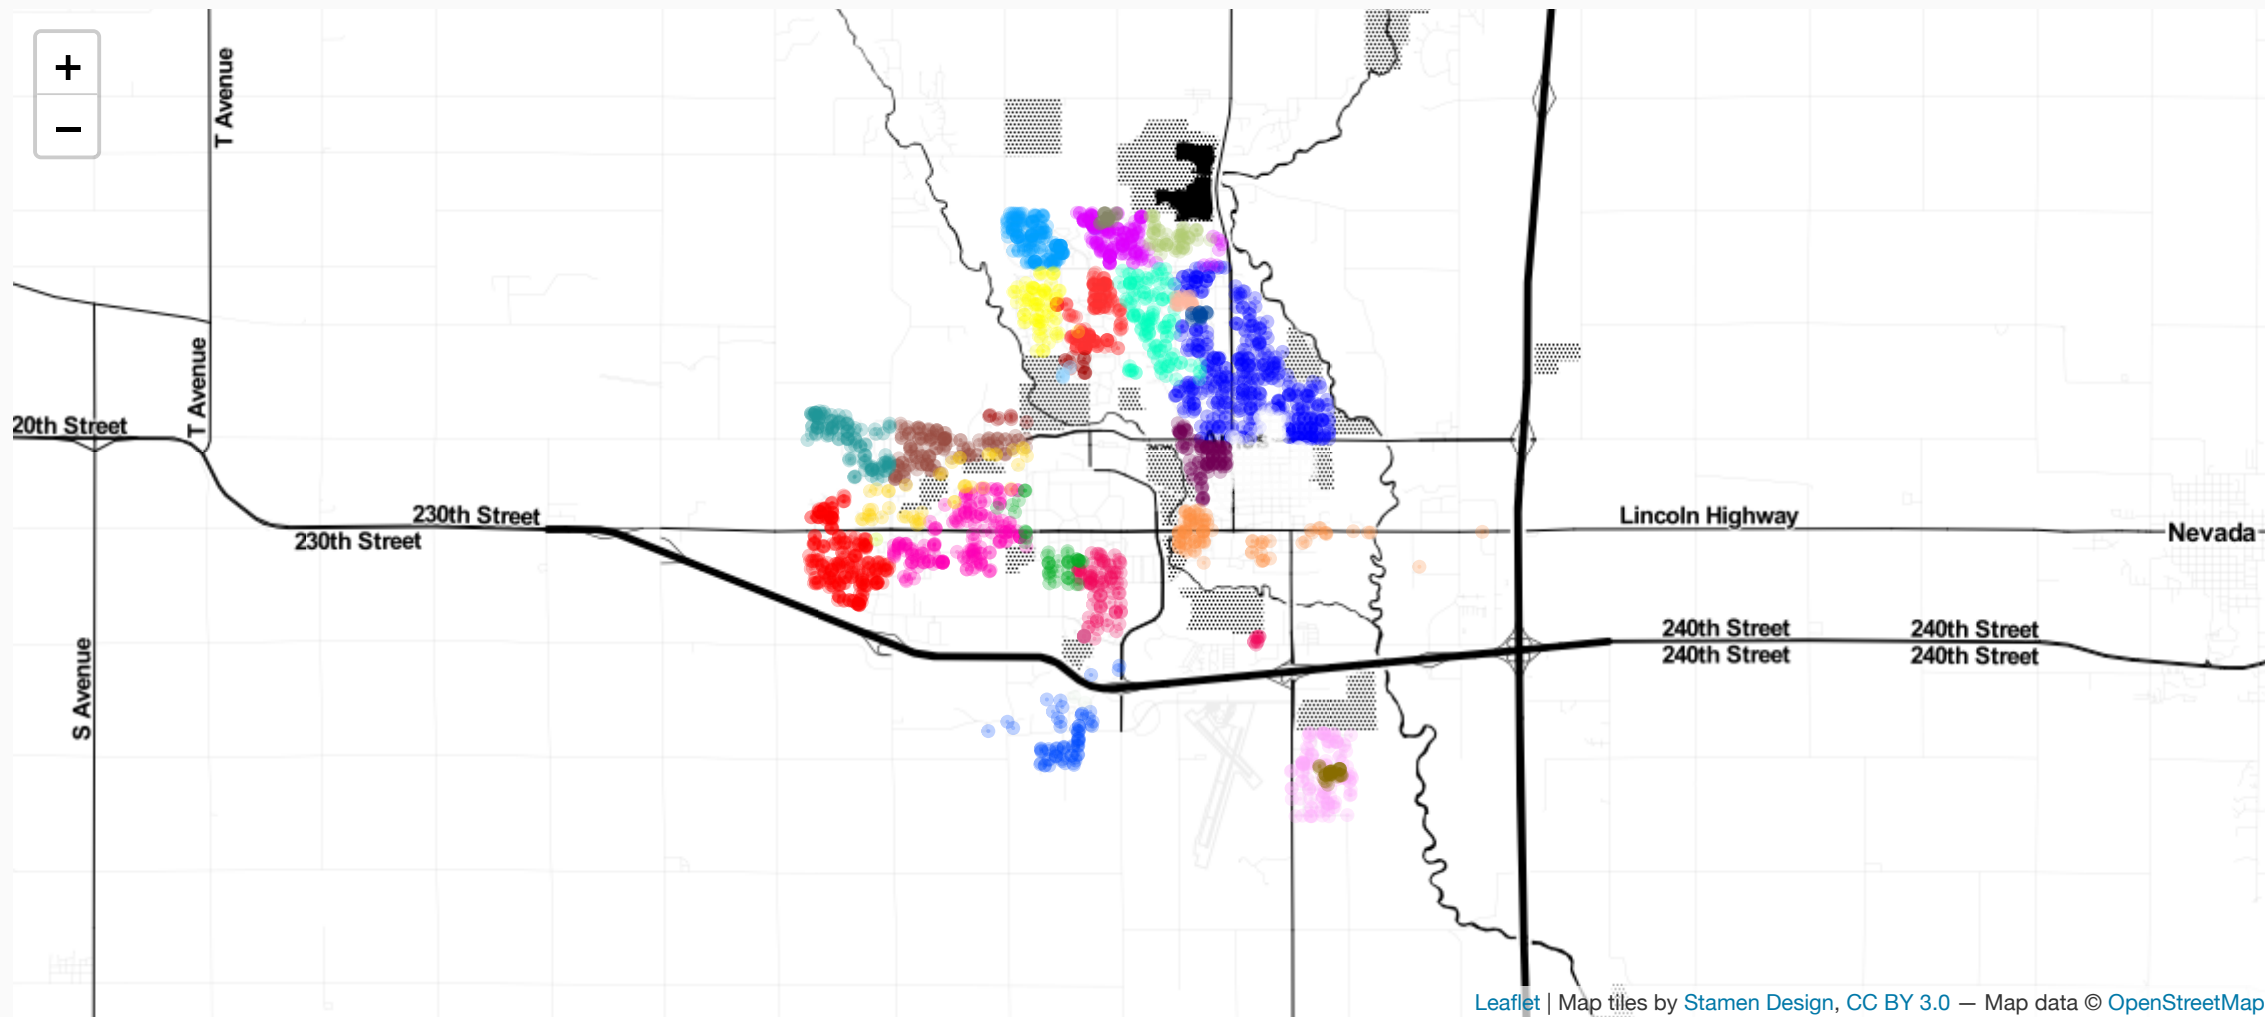 +
T Avenue
−
T Avenue
20th Street
230th Street
Lincoln Highway
Nevada
230th Street
240th Street
240th Street
240th Street
240th Street
S Avenue
Leaflet | Map tiles by Stamen Design, CC BY 3.0 — Map data © OpenStreetMap